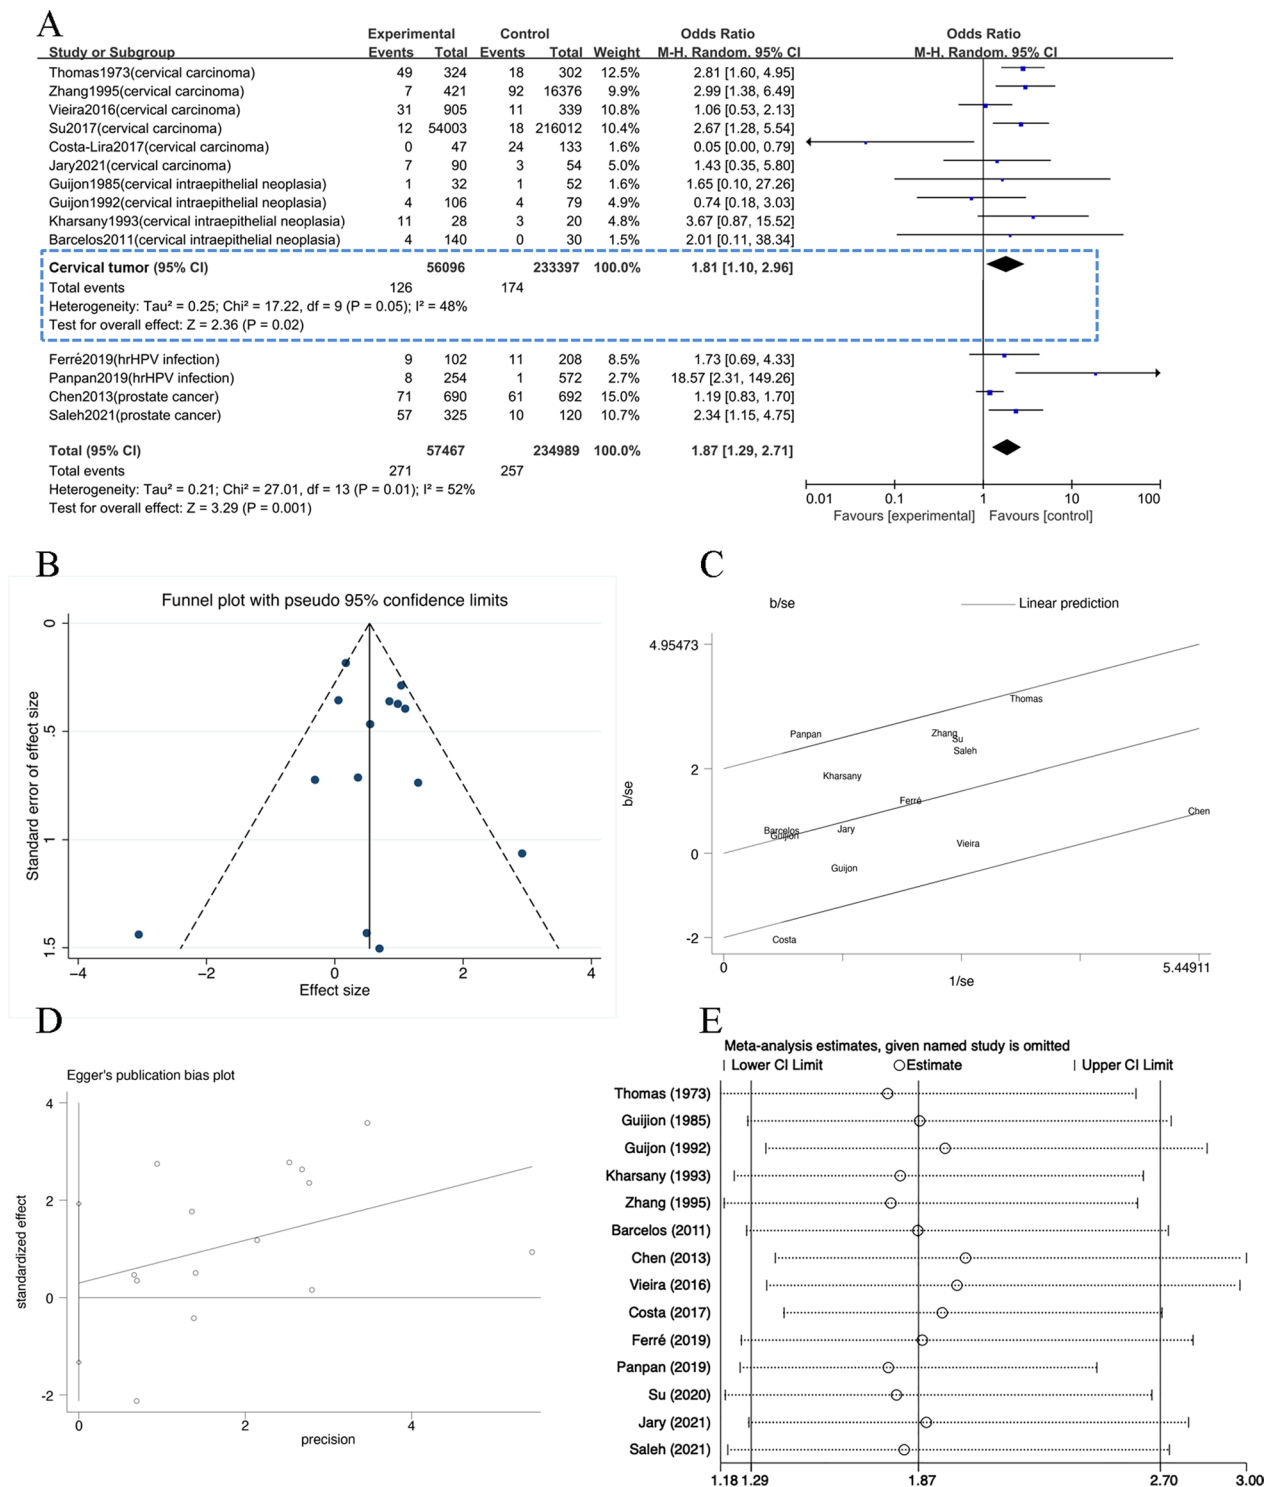 A
Experimental Control Odds Ratio Odds Ratio
Study or Subgroup Events Total Events Total Weight M-H. Random. 95% CI M-H. Random. 95% CI
Thomas1973(cervical carcinoma) 49 324 18 302 12.5% 2.81 [1.60, 4.95]
Zhang1995(cervical carcinoma) 7 421 92 16376 9.9% 2.99 [1.38, 6.49]
Vieira2016(cervical carcinoma) 31 905 11 339 10.8% 1.06 [0.53, 2.13]
Su2017(cervical carcinoma) 12 54003 18 216012 10.4% 2.67 [1.28, 5.54]
Costa-Lira2017(cervical carcinoma) 0 47 24 133 1.6% 0.05 [0.00, 0.79]
Jary2021(cervical carcinoma) 7 90 3 54 5.0% 1.43 [0.35, 5.80]
Guijon1985(cervical intraepithelial neoplasia) 1 32 1 52 1.6% 1.65 [0.10, 27.26]
Guijon1992(cervical intraepithelial neoplasia) 4 106 4 79 4.9% 0.74 [0.18, 3.03]
Kharsany1993(cervical intraepithelial neoplasia) 11 28 3 20 4.8% 3.67 [0.87, 15.52]
Barcelos2011(cervical intraepithelial neoplasia) 4 140 0 30 1.5% 2.01 [0.11, 38.34]
Cervical tumor (95% CI) 56096 233397 100.0% 1.81 [1.10, 2.96]
Total events 126 174
Heterogeneity: Tau² = 0.25; Chi² = 17.22, df = 9 (P = 0.05); I² = 48%
Test for overall effect: Z = 2.36 (P = 0.02)
Ferré2019(hrHPV infection) 9 102 11 208 8.5% 1.73 [0.69, 4.33]
Panpan2019(hrHPV infection) 8 254 1 572 2.7% 18.57 [2.31, 149.26]
Chen2013(prostate cancer) 71 690 61 692 15.0% 1.19 [0.83, 1.70]
Saleh2021(prostate cancer) 57 325 10 120 10.7% 2.34 [1.15, 4.75]
Total (95% CI) 57467 234989 100.0% 1.87 [1.29, 2.71]
Total events 271 257
Heterogeneity: Tau² = 0.21; Chi² = 27.01, df = 13 (P = 0.01); I² = 52%
Test for overall effect: Z = 3.29 (P = 0.001)
0.01 0.1 1 10 100
Favours [experimental] Favours [control]
B
Funnel plot with pseudo 95% confidence limits
Standard error of effect size
0
.5
1
1.5
−4 −2 0 2 4
Effect size
C
b/se Linear prediction
b/se
4.95473
2
0
-2
Thomas
Panpan
Zhang
Su
Saleh
Kharsany
Ferré
Chen
Barcelos
Guijon
Jary
Vieira
Guijon
Costa
0 5.44911
1/se
D
Egger's publication bias plot
standardized effect
4
2
0
-2
0 2 4
precision
E
Meta-analysis estimates, given named study is omitted
Lower CI Limit Estimate Upper CI Limit
Thomas (1973)
Guijion (1985)
Guijon (1992)
Kharsany (1993)
Zhang (1995)
Barcelos (2011)
Chen (2013)
Vieira (2016)
Costa (2017)
Ferré (2019)
Panpan (2019)
Su (2020)
Jary (2021)
Saleh (2021)
1.18 1.29 1.87 2.70 3.00